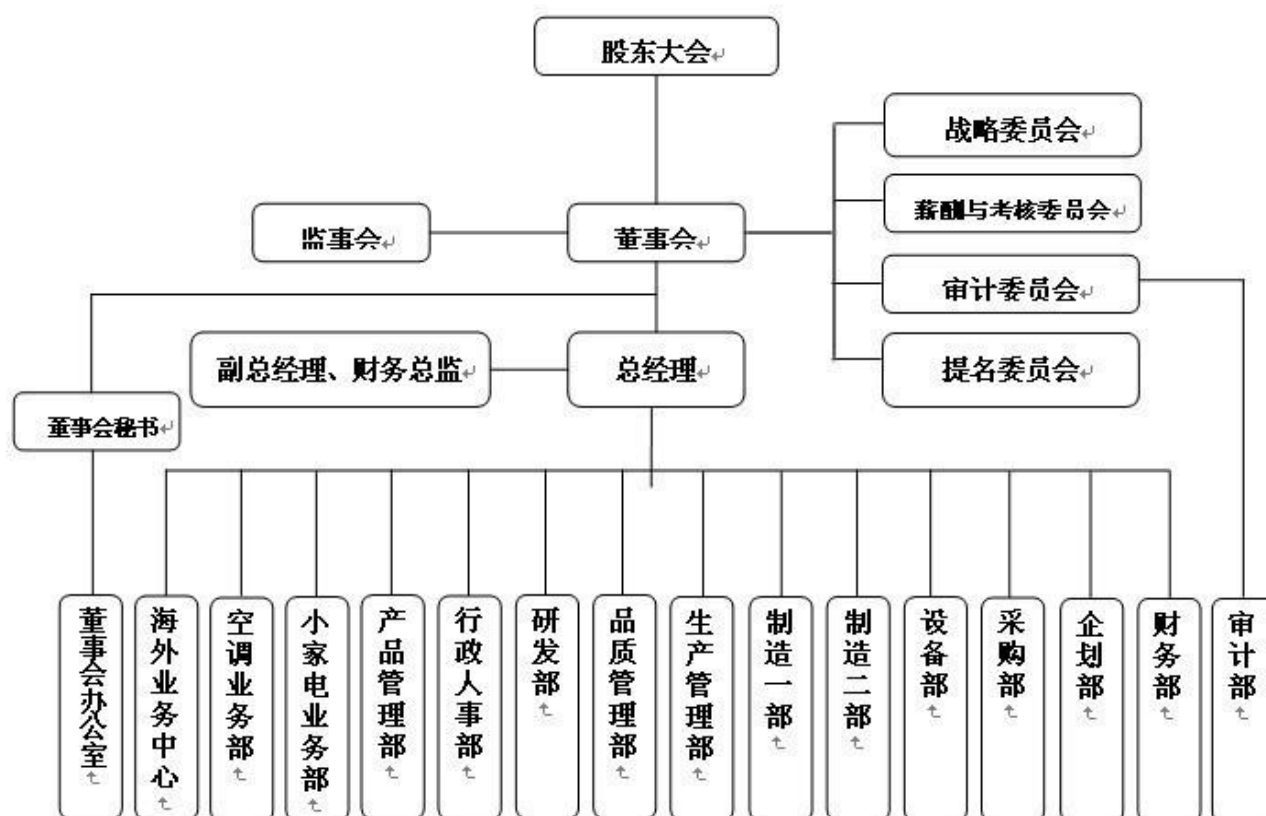 股东大会
战略委员会
薪酬与考核委员会
监事会
董事会
审计委员会
副总经理、财务总监
总经理
提名委员会
董事会秘书
董事会办公室
海外业务中心
空调业务部
小家电业务部
产品管理部
行政人事部
研发部
品质管理部
生产管理部
制造一部
制造二部
设备部
采购部
企划部
财务部
审计部